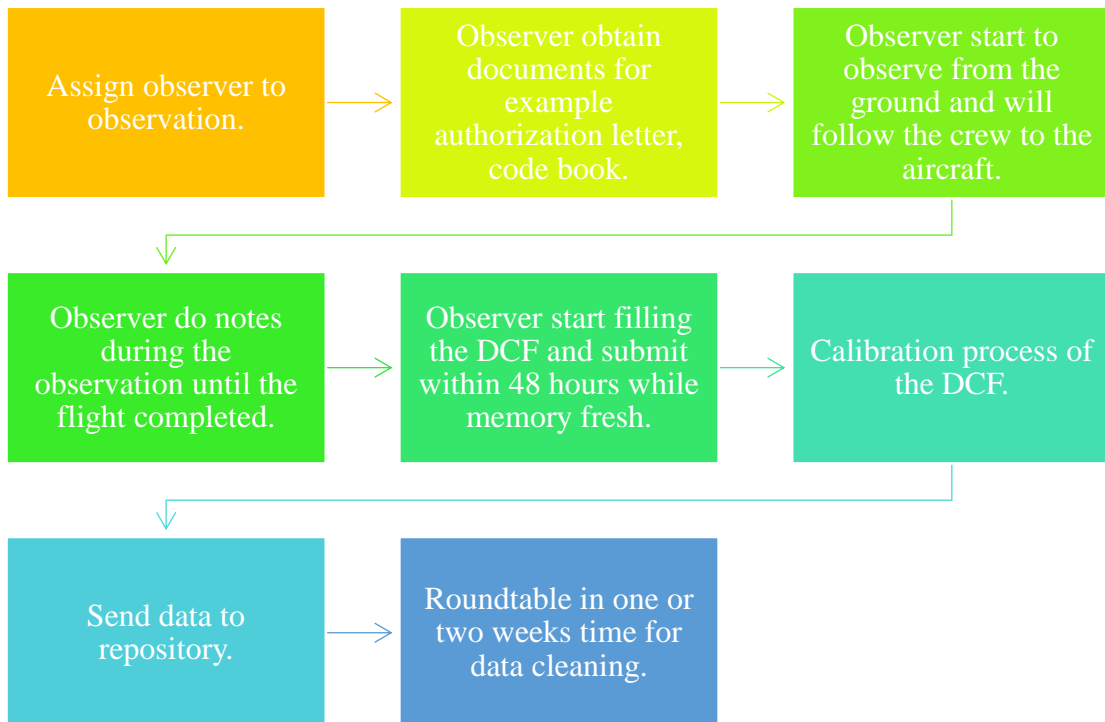 Assign observer to
observation.
Observer obtain
documents for
example
authorization letter,
code book.
Observer start to
observe from the
ground and will
follow the crew to the
aircraft.
Observer do notes
during the
observation until the
flight completed.
Observer start filling
the DCF and submit
within 48 hours while
memory fresh.
Calibration process of
the DCF.
Send data to
repository.
Roundtable in one or
two weeks time for
data cleaning.